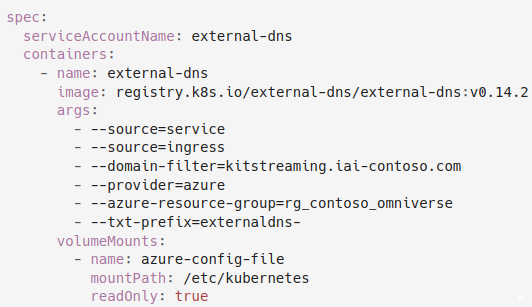 spec:
  serviceAccountName: external-dns
  containers:
    - name: external-dns
      image: registry.k8s.io/external-dns/external-dns:v0.14.2
      args:
        - --source=service
        - --source=ingress
        - --domain-filter=kitstreaming.iai-contoso.com
        - --provider=azure
        - --azure-resource-group=rg_contoso_omniverse
        - --txt-prefix=externaldns-
      volumeMounts:
        - name: azure-config-file
          mountPath: /etc/kubernetes
          readOnly: true